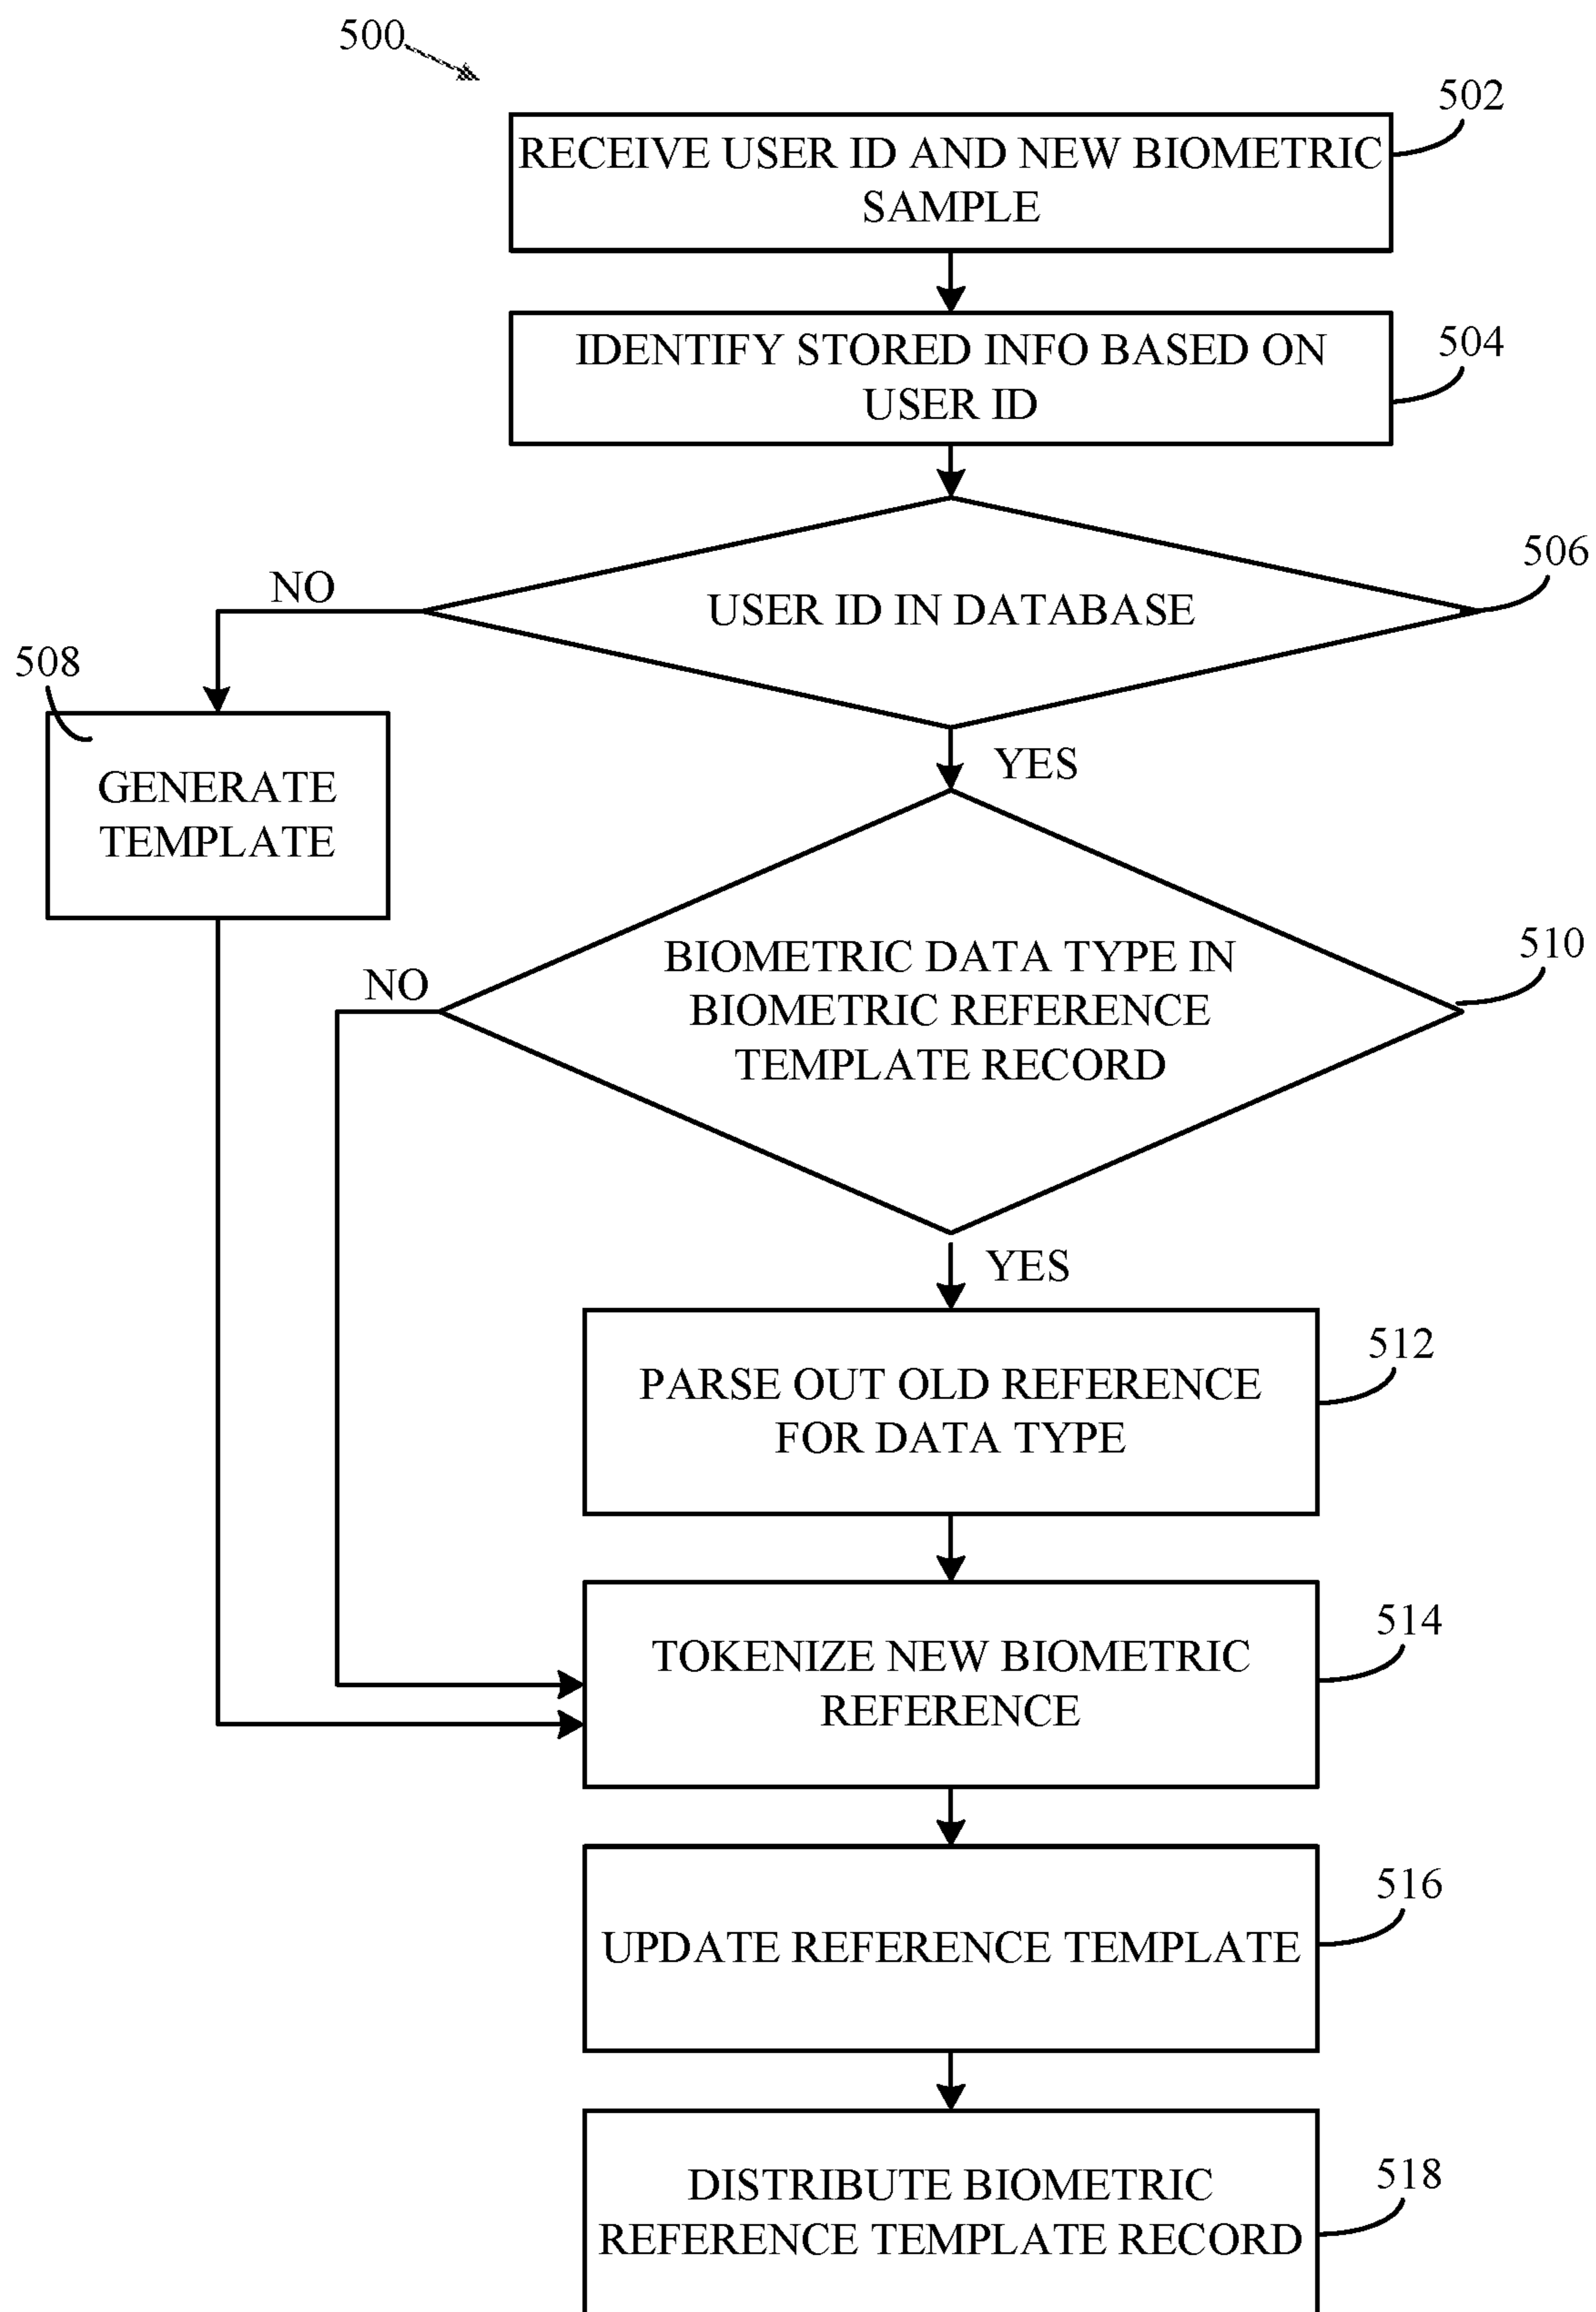 500
502
RECEIVE USER ID AND NEW BIOMETRIC
SAMPLE
504
IDENTIFY STORED INFO BASED ON
USER ID
506
USER ID IN DATABASE
NO
508
GENERATE
TEMPLATE
YES
510
BIOMETRIC DATA TYPE IN
BIOMETRIC REFERENCE
TEMPLATE RECORD
NO
YES
512
PARSE OUT OLD REFERENCE
FOR DATA TYPE
514
TOKENIZE NEW BIOMETRIC
REFERENCE
516
UPDATE REFERENCE TEMPLATE
518
DISTRIBUTE BIOMETRIC
REFERENCE TEMPLATE RECORD